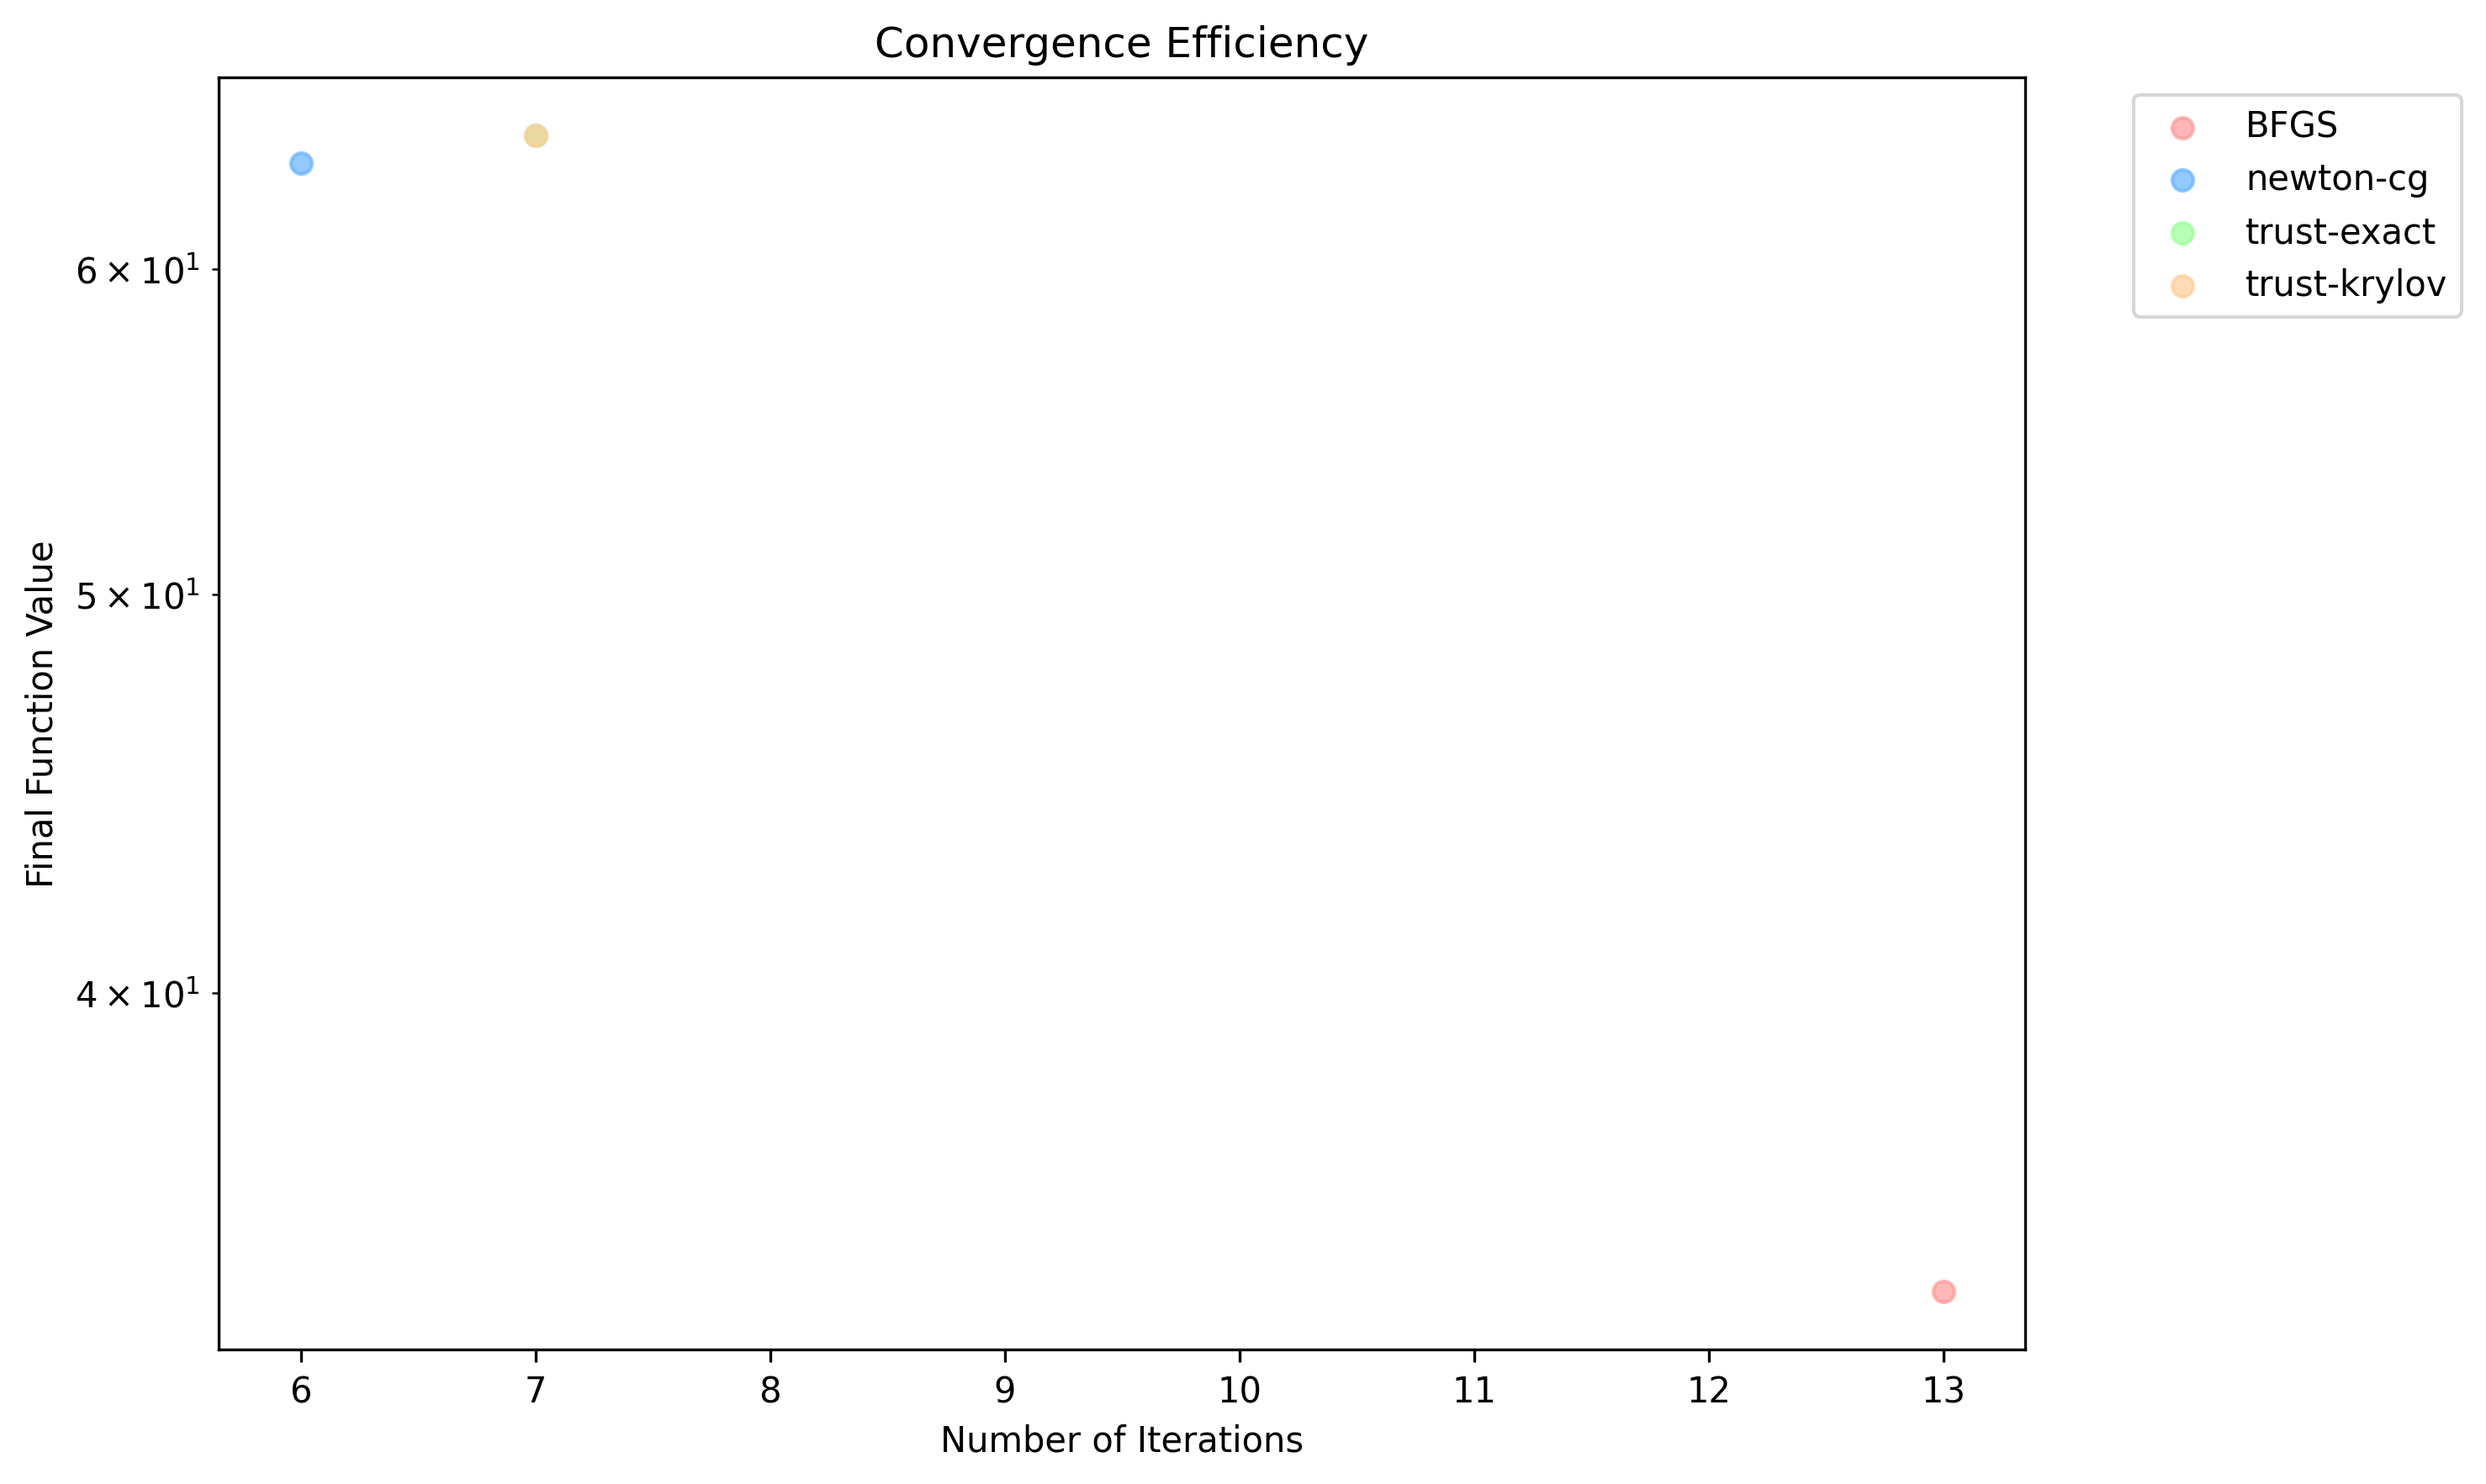 Convergence Efficiency
BFGS
newton-cg
trust-exact
trust-krylov
Final Function Value
6 × 10¹
5 × 10¹
4 × 10¹
6 7 8 9 10 11 12 13
Number of Iterations